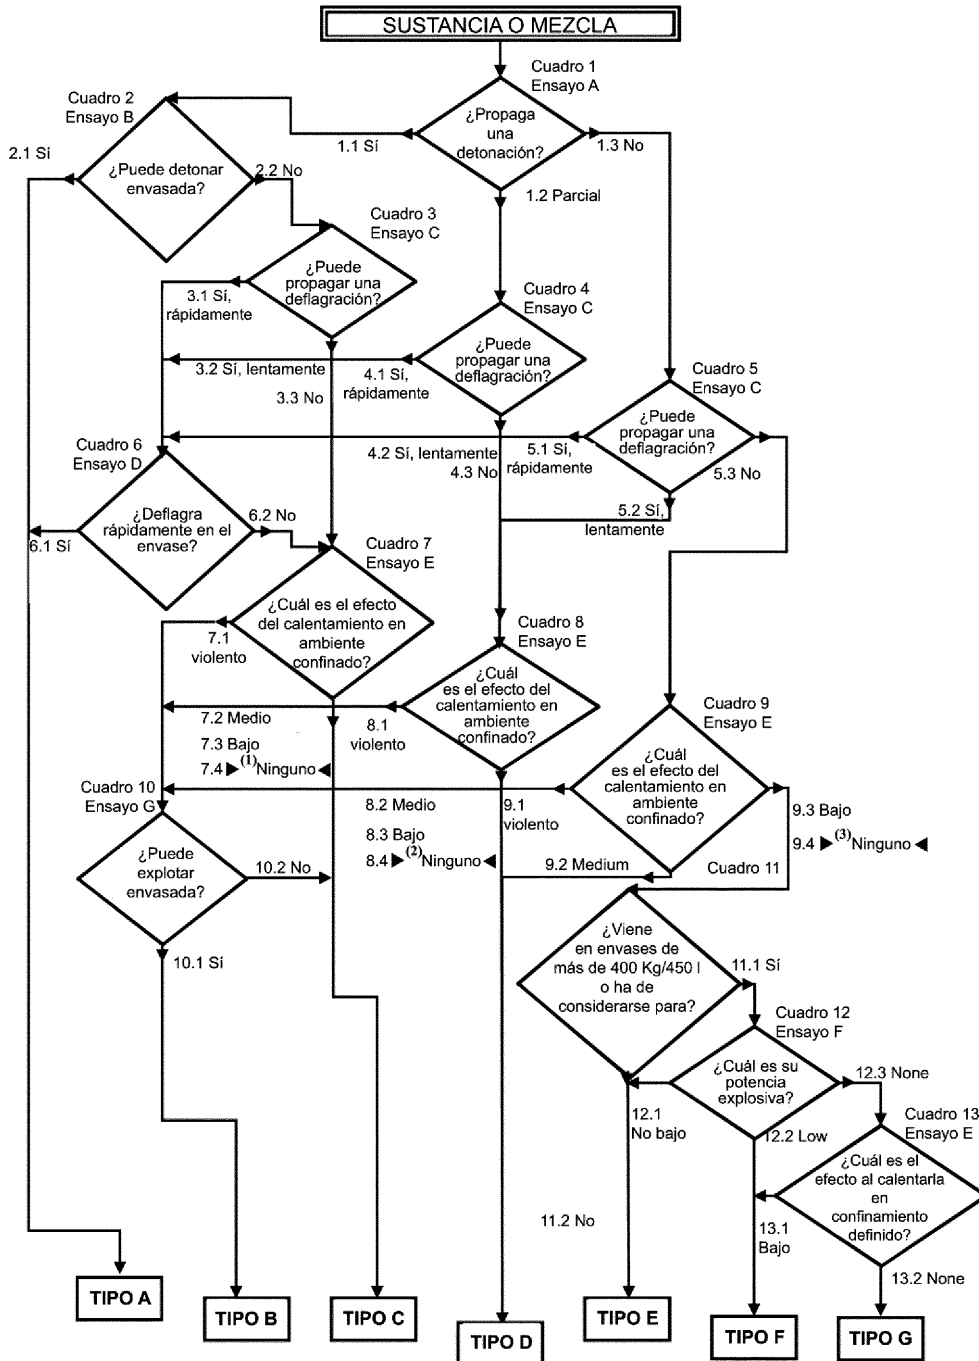 SUSTANCIA O MEZCLA
Cuadro 1
Ensayo A
¿Propaga
una
detonación?
1.1 Sí
1.3 No
1.2 Parcial
Cuadro 2
Ensayo B
2.1 Sí
¿Puede detonar
envasada?
2.2 No
Cuadro 3
Ensayo C
¿Puede
propagar una
deflagración?
3.1 Sí,
rápidamente
3.2 Sí, lentamente
3.3 No
Cuadro 4
Ensayo C
¿Puede
propagar una
deflagración?
4.1 Sí,
rápidamente
4.2 Sí, lentamente
4.3 No
Cuadro 5
Ensayo C
¿Puede
propagar una
deflagración?
5.1 Sí,
rápidamente
5.3 No
5.2 Sí,
lentamente
Cuadro 6
Ensayo D
¿Deflagra
rápidamente en el
envase?
6.1 Sí
6.2 No
Cuadro 7
Ensayo E
¿Cuál es el efecto
del calentamiento en
ambiente
confinado?
7.1
violento
7.2 Medio
7.3 Bajo
7.4 ►(1)Ninguno ◄
Cuadro 8
Ensayo E
¿Cuál
es el efecto del
calentamiento en
ambiente
confinado?
8.1
violento
8.2 Medio
8.3 Bajo
8.4 ►(2)Ninguno ◄
Cuadro 9
Ensayo E
¿Cuál
es el efecto del
calentamiento en
ambiente
confinado?
9.1
violento
9.2 Medium
9.3 Bajo
9.4 ►(3)Ninguno ◄
Cuadro 10
Ensayo G
¿Puede
explotar
envasada?
10.2 No
10.1 Sí
Cuadro 11
¿Viene
en envases de
más de 400 Kg/450 l
o ha de
considerarse para?
11.1 Sí
11.2 No
Cuadro 12
Ensayo F
¿Cuál es su
potencia
explosiva?
12.1
No bajo
12.2 Low
12.3 None
Cuadro 13
Ensayo E
¿Cuál es el
efecto al calentarla
en
confinamiento
definido?
13.1
Bajo
13.2 None
TIPO A
TIPO B
TIPO C
TIPO D
TIPO E
TIPO F
TIPO G